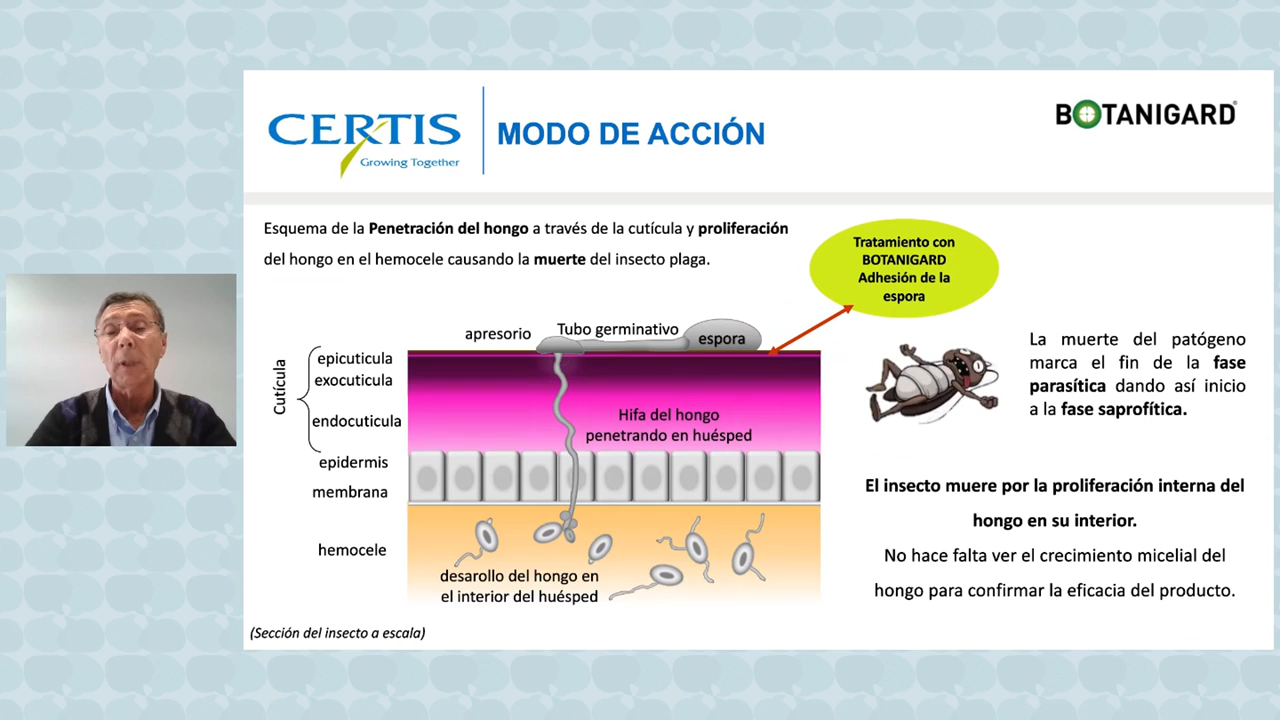 CERTIS
Growing Together
MODO DE ACCIÓN
BOTANIGARD®
Esquema de la Penetración del hongo a través de la cutícula y proliferación
del hongo en el hemocele causando la muerte del insecto plaga.
Tratamiento con
BOTANIGARD
Adhesión de la
espora
apresorio
Tubo germinativo
espora
Cutícula
epicuticula
exocuticula
endocuticula
epidermis
membrana
hemocele
Hifa del hongo
penetrando en huésped
desarollo del hongo en
el interior del huésped
(Sección del insecto a escala)
La muerte del patógeno
marca el fin de la fase
parasítica dando así inicio
a la fase saprofítica.
El insecto muere por la proliferación interna del
hongo en su interior.
No hace falta ver el crecimiento micelial del
hongo para confirmar la eficacia del producto.